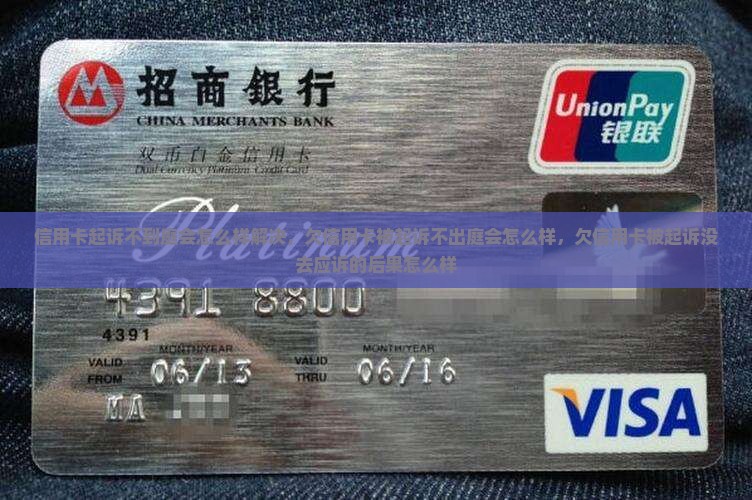 招商銀行
CHINA MERCHANTS BANK
双币白金信用卡
Dual Currency Platinum Credit Card
UnionPay
银联
Platinum
信用卡起诉不到庭会怎么样解决,欠信用卡被起诉不出庭会怎么样，欠信用卡被起诉没
去应诉的后果怎么样
4391 8800
4391
MONTH/YEAR MONTH/YEAR
VALID FROM 06/13 VALID THRU 06/16
MA
VISA